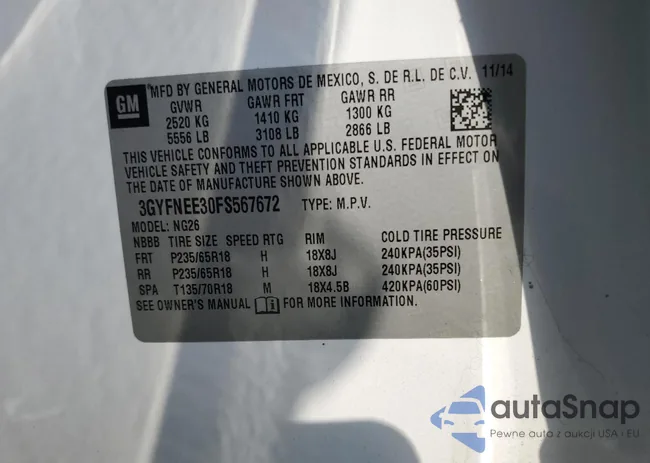 GM
MFD BY GENERAL MOTORS DE MEXICO, S. DE R.L. DE C.V. 11/14
GVWR GAWR FRT GAWR RR
2520 KG 1410 KG 1300 KG
5556 LB 3108 LB 2866 LB
THIS VEHICLE CONFORMS TO ALL APPLICABLE U.S. FEDERAL MOTOR
VEHICLE SAFETY AND THEFT PREVENTION STANDARDS IN EFFECT ON
THE DATE OF MANUFACTURE SHOWN ABOVE.
3GYFNEE30FS567672 TYPE: M.P.V.
MODEL: NG26
NBBB TIRE SIZE SPEED RTG RIM COLD TIRE PRESSURE
FRT P235/65R18 H 18X8J 240KPA(35PSI)
RR P235/65R18 H 18X8J 240KPA(35PSI)
SPA T135/70R18 M 18X4.5B 420KPA(60PSI)
SEE OWNER'S MANUAL FOR MORE INFORMATION.
autoSnap
Pewne auta z aukcji USA - EU